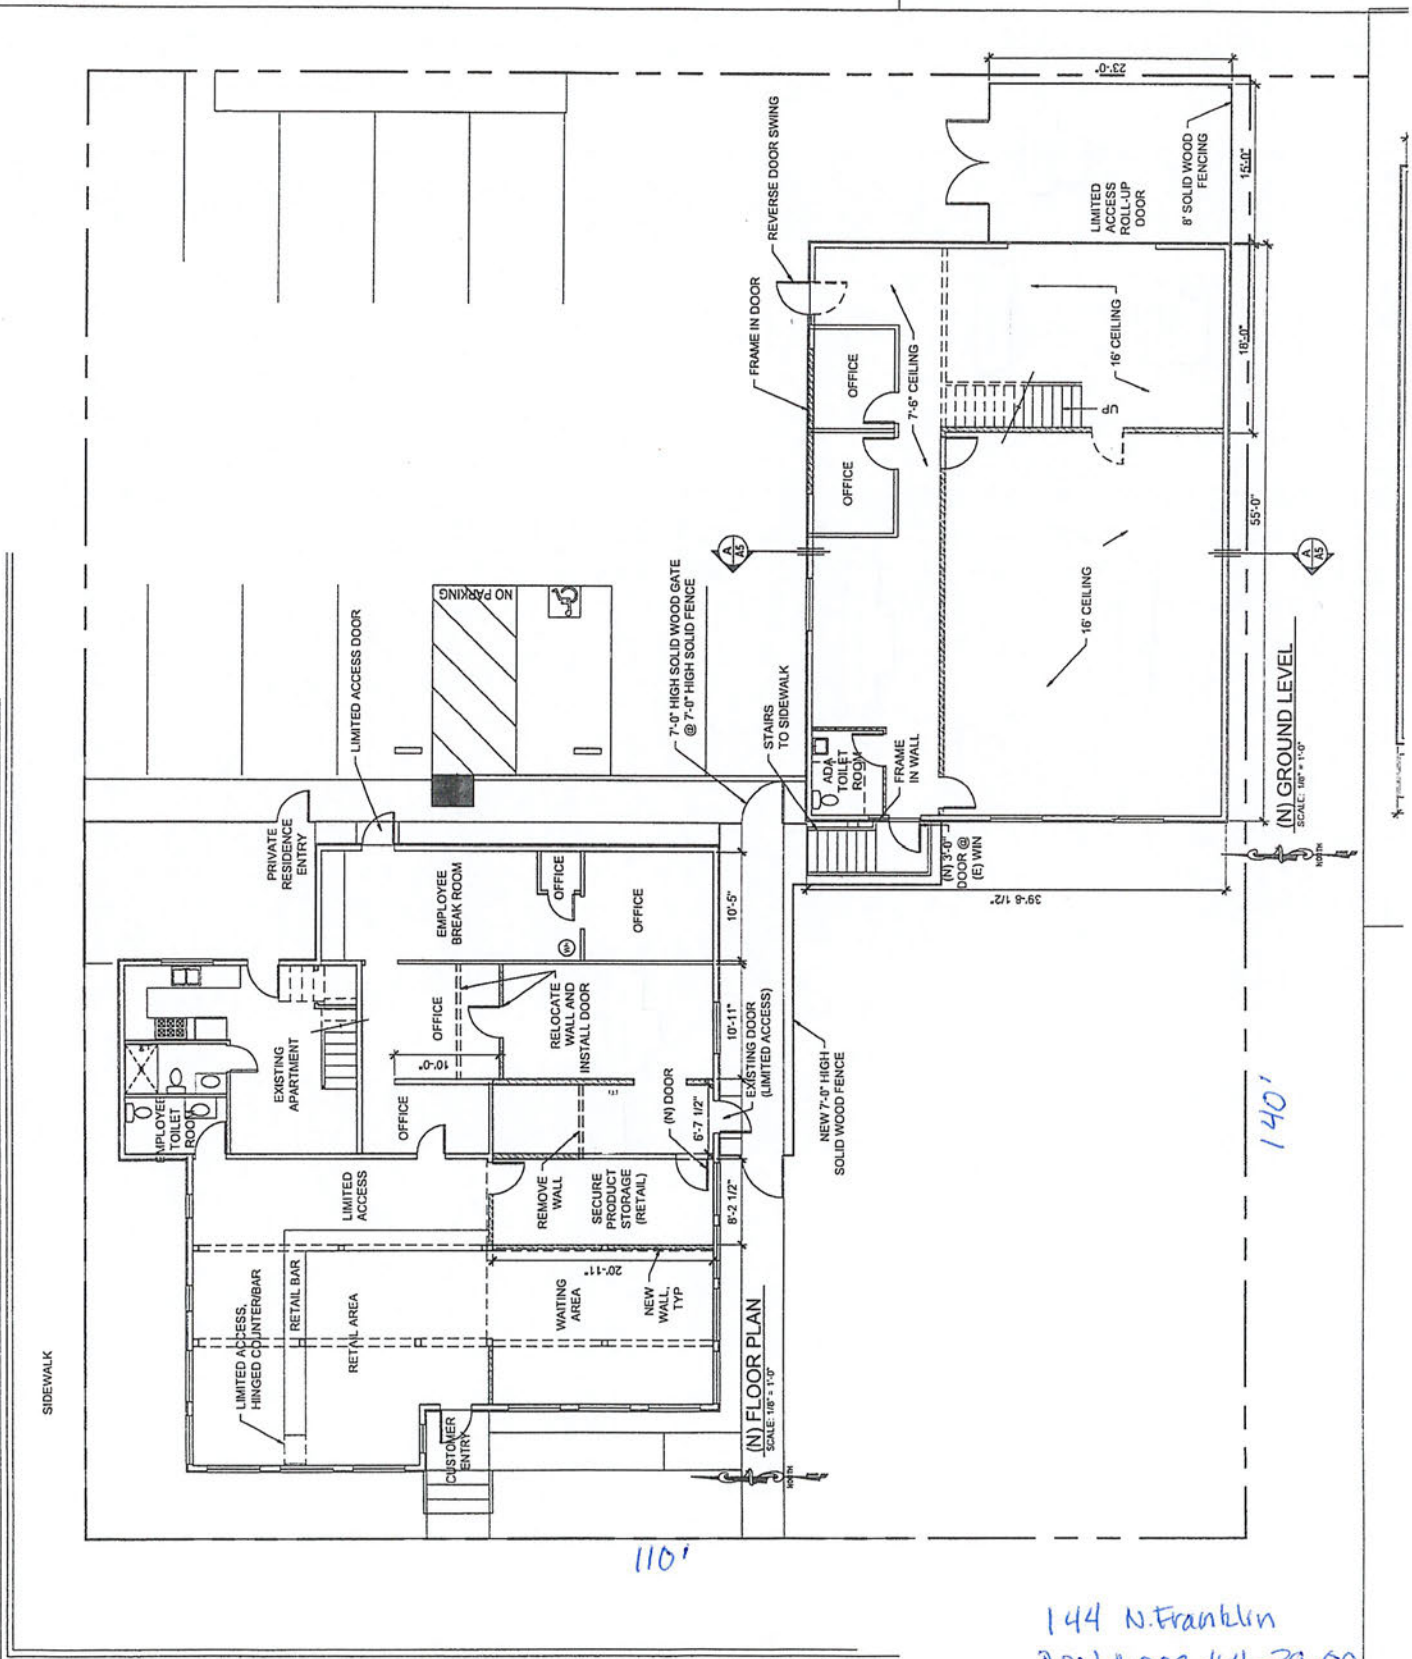 SIDEWALK
PRIVATE
RESIDENCE
ENTRY
LIMITED ACCESS DOOR
NO PARKING
7'-0" HIGH SOLID WOOD GATE
@ 7'-0" HIGH SOLID FENCE
EMPLOYEE
BREAK ROOM
OFFICE
OFFICE
10'-5"
EXISTING
APARTMENT
EMPLOYEE
TOILET
ROOM
OFFICE
10'-0"
RELOCATE
WALL AND
INSTALL DOOR
10'-11"
OFFICE
(N) DOOR
6'-7 1/2"
EXISTING DOOR
(LIMITED ACCESS)
LIMITED
ACCESS
REMOVE
WALL
SECURE
PRODUCT
STORAGE
(RETAIL)
8'-2 1/2"
NEW 7'-0" HIGH
SOLID WOOD FENCE
LIMITED ACCESS,
HINGED COUNTER/BAR
RETAIL BAR
RETAIL AREA
WAITING
AREA
20'-11"
NEW
WALL,
TYP
CUSTOMER
ENTRY
(N) FLOOR PLAN
SCALE: 1/8" = 1'-0"
NORTH
23'-0"
REVERSE DOOR SWING
FRAME IN DOOR
LIMITED
ACCESS
ROLL-UP
DOOR
8' SOLID WOOD
FENCING
15'-0"
OFFICE
OFFICE
7'-6" CEILING
UP
16' CEILING
18'-0"
A
A5
16' CEILING
55'-0"
A
A5
STAIRS
TO SIDEWALK
ADA
TOILET
ROOM
FRAME
IN WALL
(N) 3'-0"
DOOR @
(E) WIN
39'-8 1/2"
(N) GROUND LEVEL
SCALE: 1/8" = 1'-0"
NORTH
140'
110'
144 N. Franklin